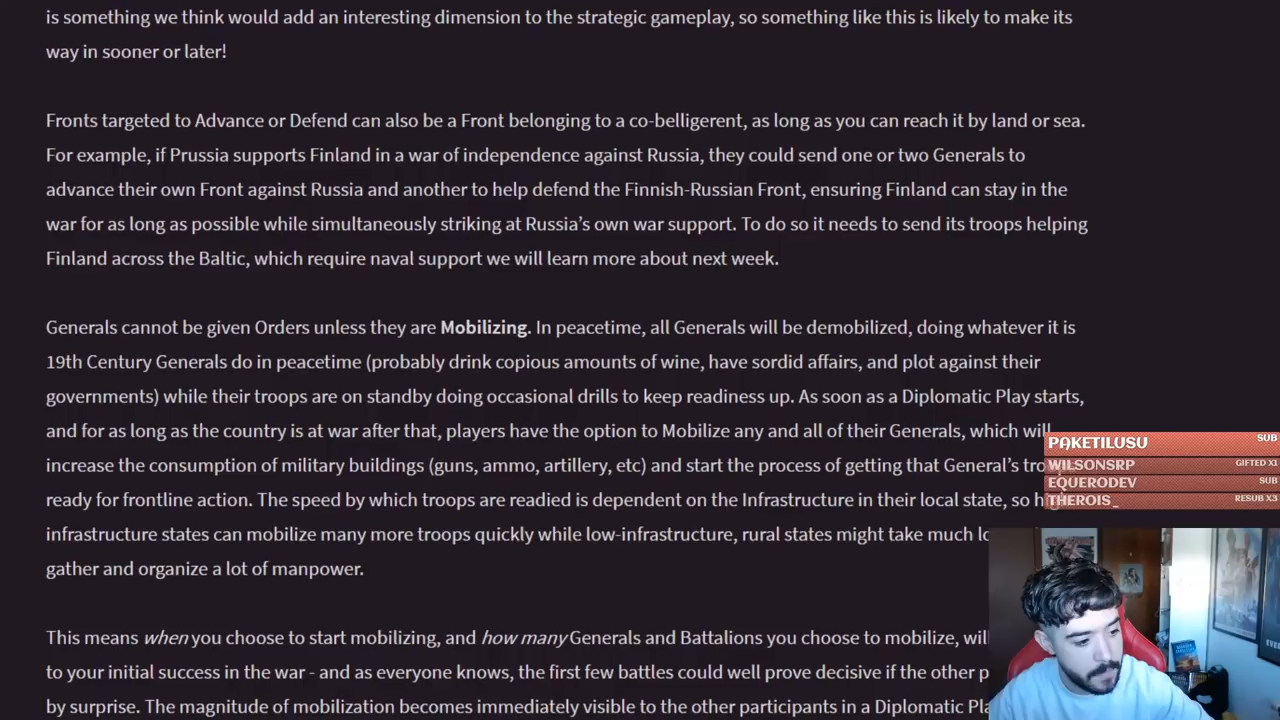 is something we think would add an interesting dimension to the strategic gameplay, so something like this is likely to make its
way in sooner or later!
Fronts targeted to Advance or Defend can also be a Front belonging to a co-belligerent, as long as you can reach it by land or sea.
For example, if Prussia supports Finland in a war of independence against Russia, they could send one or two Generals to
advance their own Front against Russia and another to help defend the Finnish-Russian Front, ensuring Finland can stay in the
war for as long as possible while simultaneously striking at Russia's own war support. To do so it needs to send its troops helping
Finland across the Baltic, which require naval support we will learn more about next week.
Generals cannot be given Orders unless they are Mobilizing. In peacetime, all Generals will be demobilized, doing whatever it is
19th Century Generals do in peacetime (probably drink copious amounts of wine, have sordid affairs, and plot against their
governments) while their troops are on standby doing occasional drills to keep readiness up. As soon as a Diplomatic Play starts,
and for as long as the country is at war after that, players have the option to Mobilize any and all of their Generals, which will
increase the consumption of military buildings (guns, ammo, artillery, etc) and start the process of getting that General's
ready for frontline action. The speed by which troops are readied is dependent on the Infrastructure in their local state, so
infrastructure states can mobilize many more troops quickly while low-infrastructure, rural states might take much
gather and organize a lot of manpower.
This means when you choose to start mobilizing, and how many Generals and Battalions you choose to mobilize,
to your initial success in the war - and as everyone knows, the first few battles could well prove decisive if the other
by surprise. The magnitude of mobilization becomes immediately visible to the other participants in a Diplomatic
PAKETILUSU SUB
WILSONSRP GIFTED X1
EQUERODEV SUB
THEROIS_ RESUB X3